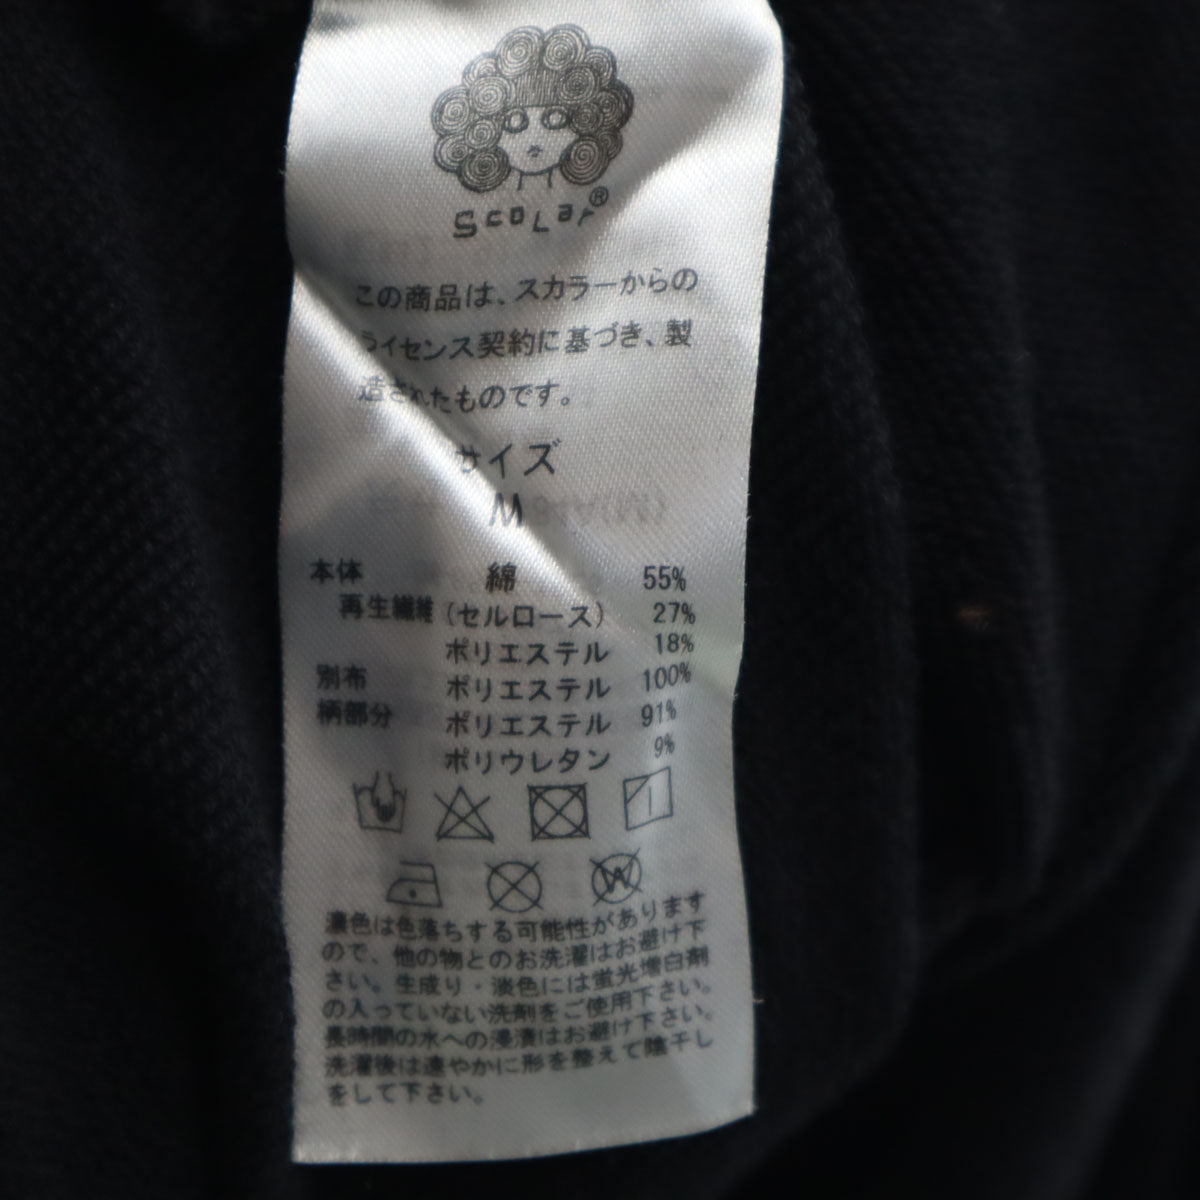 ScoLar®
この商品は、スカラーからの
ライセンス契約に基づき、製
造されたものです。
サイズ
M
本体 綿 55%
再生繊維(セルロース) 27%
ポリエステル 18%
別布 ポリエステル 100%
柄部分 ポリエステル 91%
ポリウレタン 9%
W
濃色は色落ちする可能性があります
ので、他の物とのお洗濯はお避け下
さい。生成り・淡色には蛍光増白剤
の入っていない洗剤をご使用下さい。
長時間の水への浸漬はお避け下さい。
洗濯後は速やかに形を整えて陰干し
をして下さい。